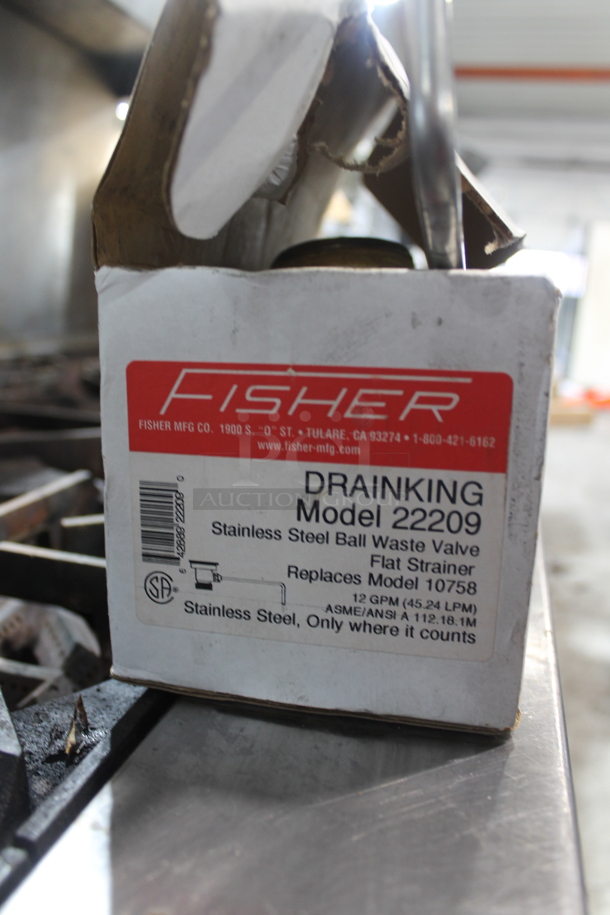 FISHER
FISHER MFG CO. 1900 S. "O" ST. • TULARE, CA 93274 • 1-800-421-6162
www.fisher-mfg.com
DRAINKING
Model 22209
Stainless Steel Ball Waste Valve
Flat Strainer
Replaces Model 10758
12 GPM (45.24 LPM)
ASME/ANSI A 112.18.1M
Stainless Steel, Only where it counts
AUCTION GROUP